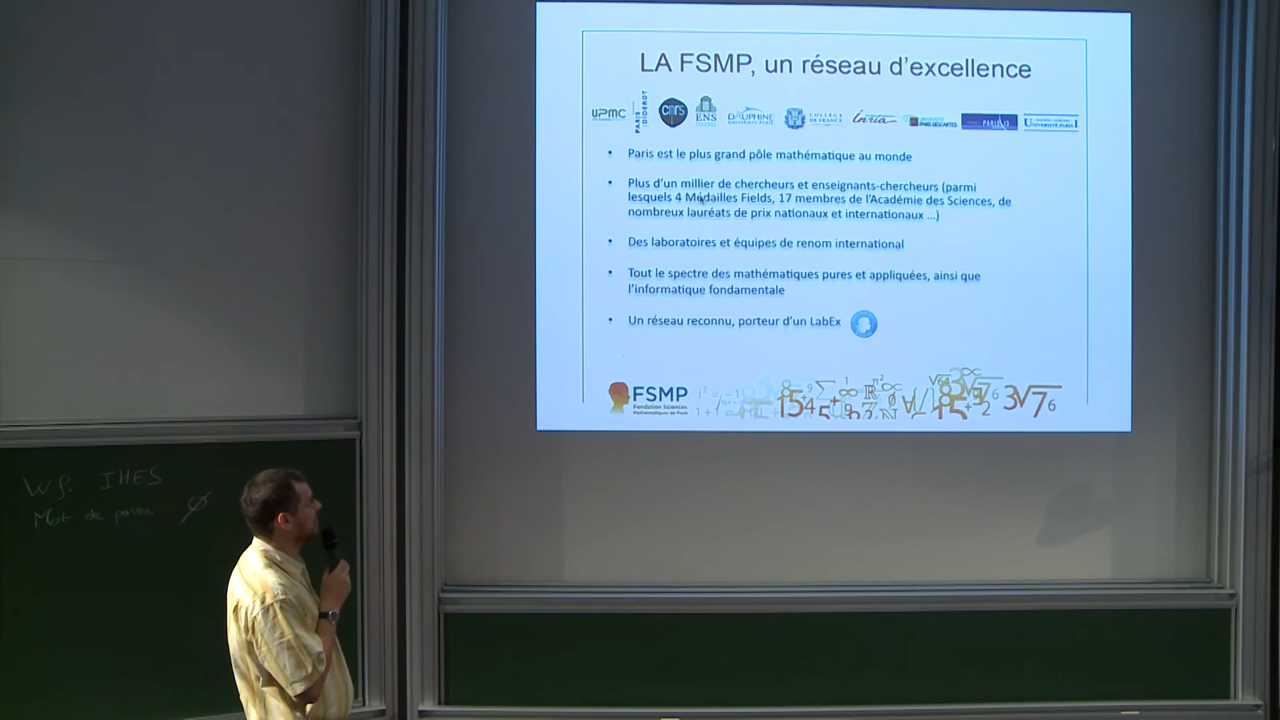 LA FSMP, un réseau d'excellence
UPMC
PARIS DIDEROT
cnrs
ENS
DAUPHINE
UNIVERSITÉ PARIS
COLLÈGE
DE FRANCE
Inria
PARIS DESCARTES
PARIS 13
UNIVERSITÉ PARIS 1
• Paris est le plus grand pôle mathématique au monde
• Plus d'un millier de chercheurs et enseignants-chercheurs (parmi
lesquels 4 Médailles Fields, 17 membres de l'Académie des Sciences, de
nombreux lauréats de prix nationaux et internationaux ...)
• Des laboratoires et équipes de renom international
• Tout le spectre des mathématiques pures et appliquées, ainsi que
l'informatique fondamentale
• Un réseau reconnu, porteur d'un LabEx
FSMP
Fondation Sciences
Mathématiques de Paris
3√76
IHES
Mot de passe ∅